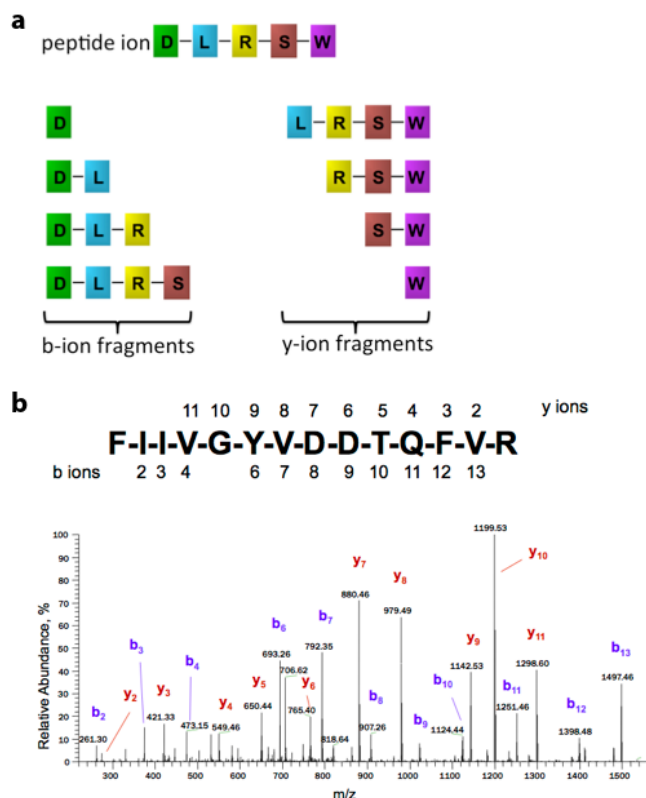 a
peptide ion D L R S W
D L R S W
D L R S W
D L R S W
D L R S W
b-ion fragments y-ion fragments
b
11 10 9 8 7 6 4 3 2 y ions
F-I-I-V-G-Y-V-D-D-T-Q-F-V-R
b ions 2 3 4 6 7 8 9 10 11 12 13
Relative Abundance, %
100
90
80
70
60
50
40
30
20
10
0
b2
261.30
y2
b3
y3
421.33
b4
473.15
y4
549.46
y5
650.44
b6
693.26
706.62
y6
765.40
b7
792.35
818.64
y7
880.46
b8
907.26
y8
979.49
b9
b10
1124.44
y9
1142.53
1199.53
y10
b11
1251.46
y11
1298.60
b12
1398.48
b13
1497.46
300 400 500 600 700 800 900 1000 1100 1200 1300 1400 1500
m/z